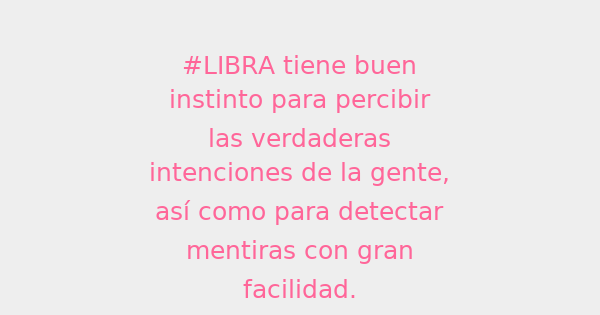 #LIBRA tiene buen
instinto para percibir
las verdaderas
intenciones de la gente,
así como para detectar
mentiras con gran
facilidad.